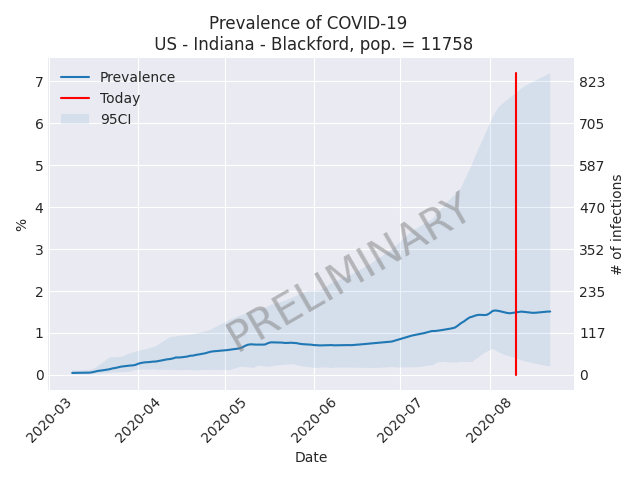 Prevalence of COVID-19
US - Indiana - Blackford, pop. = 11758
Prevalence
Today
95CI
PRELIMINARY
7
6
5
4
3
2
1
0
%
823
705
587
470
352
235
117
0
# of infections
2020-03
2020-04
2020-05
2020-06
2020-07
2020-08
Date